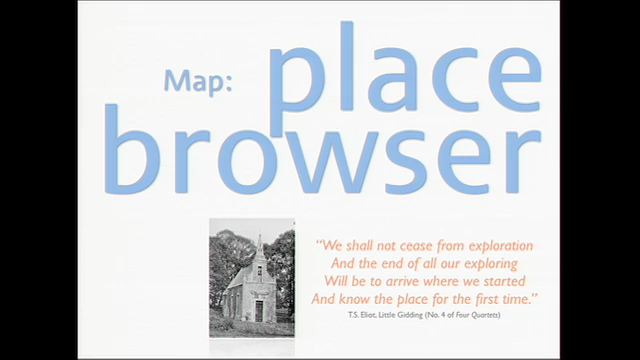 Map: place
browser
“We shall not cease from exploration
And the end of all our exploring
Will be to arrive where we started
And know the place for the first time.”
T.S. Eliot, Little Gidding (No. 4 of Four Quartets)